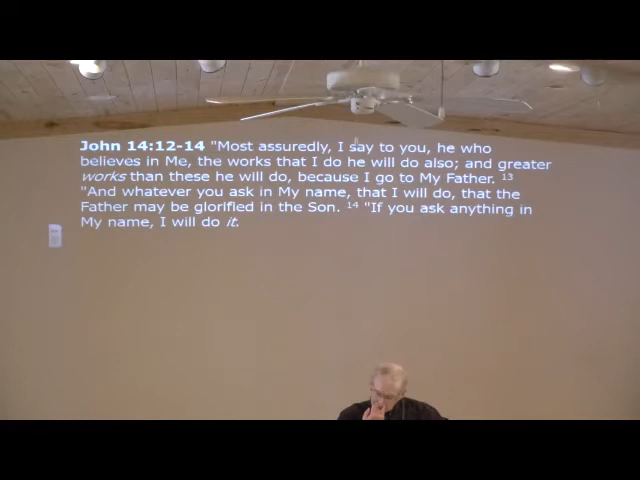 John 14:12-14 "Most assuredly, I say to you, he who
believes in Me, the works that I do he will do also; and greater
works than these he will do, because I go to My Father. 13
"And whatever you ask in My name, that I will do, that the
Father may be glorified in the Son. 14 "If you ask anything in
My name, I will do it.